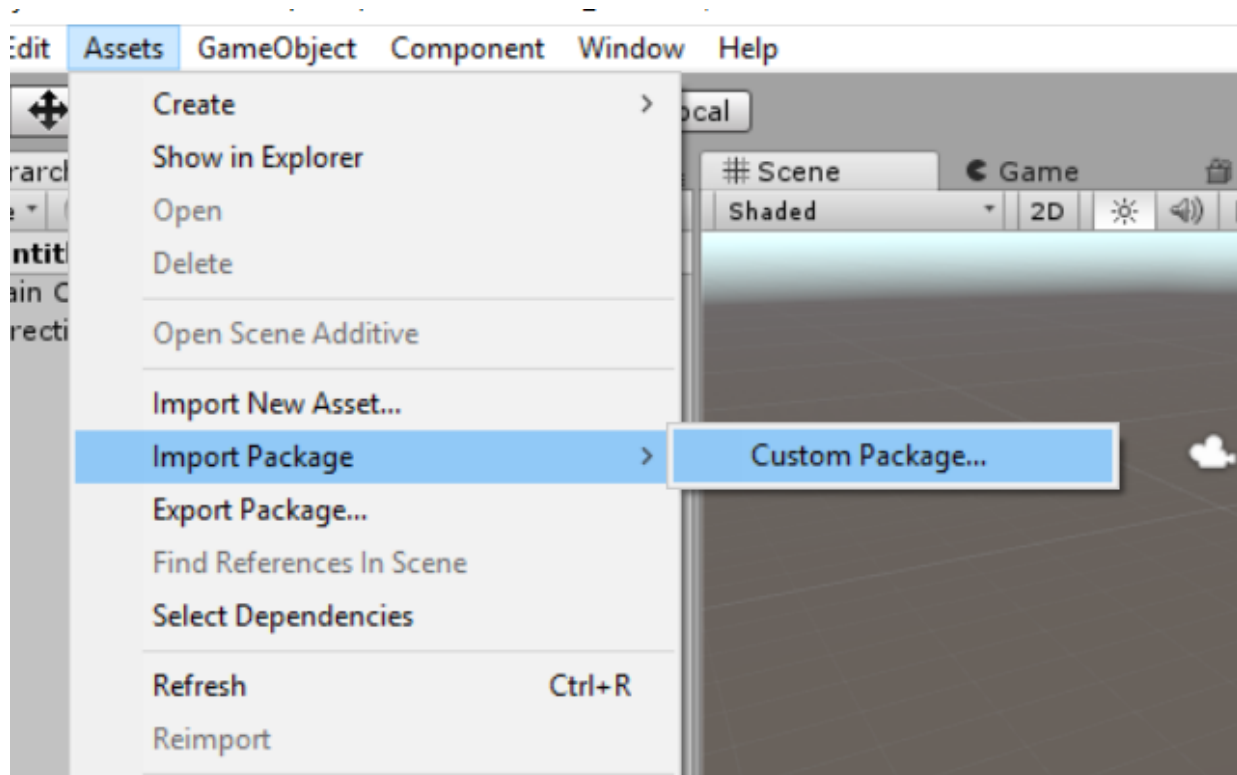 Edit Assets GameObject Component Window Help
Create
ocal
Show in Explorer
Scene Game
Open
Shaded 2D
Delete
Open Scene Additive
Import New Asset...
Import Package
Custom Package...
Export Package...
Find References In Scene
Select Dependencies
Refresh Ctrl+R
Reimport